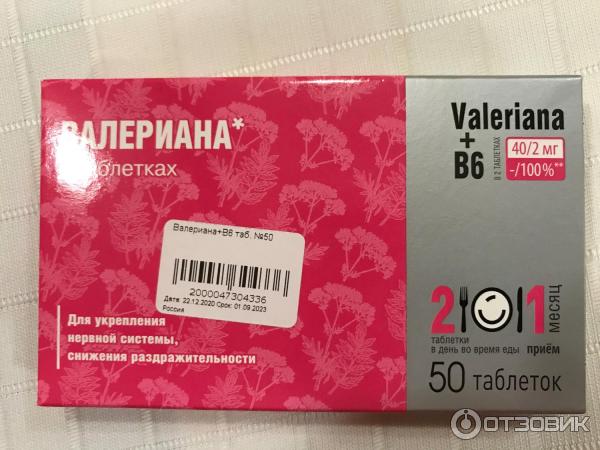 ВАЛЕРИАНА*
таблетках
Валериана+В6 таб. №50
2000047304336
Дата: 22.12.2020 Срок: 01.09.2023
Россия
Для укрепления
нервной системы,
снижения раздражительности
Valeriana
+
B6
В 2 ТАБЛЕТКАХ
40/2 мг
-/100%**
2
1
месяц
таблетки
в день во время еды
приём
50 таблеток
ОТЗОВИК